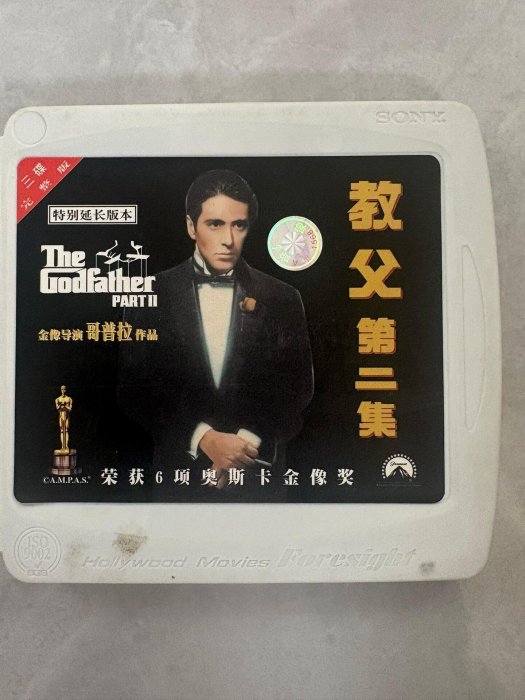 SONY
三碟
完整版
特别延长版本
The
Godfather
PART II
金像导演 哥普拉 作品
教父第二集
©A.M.P.A.S.®
荣获6项奥斯卡金像奖
Paramount
ISO
9002
SGS
Hollywood Movies Foresight